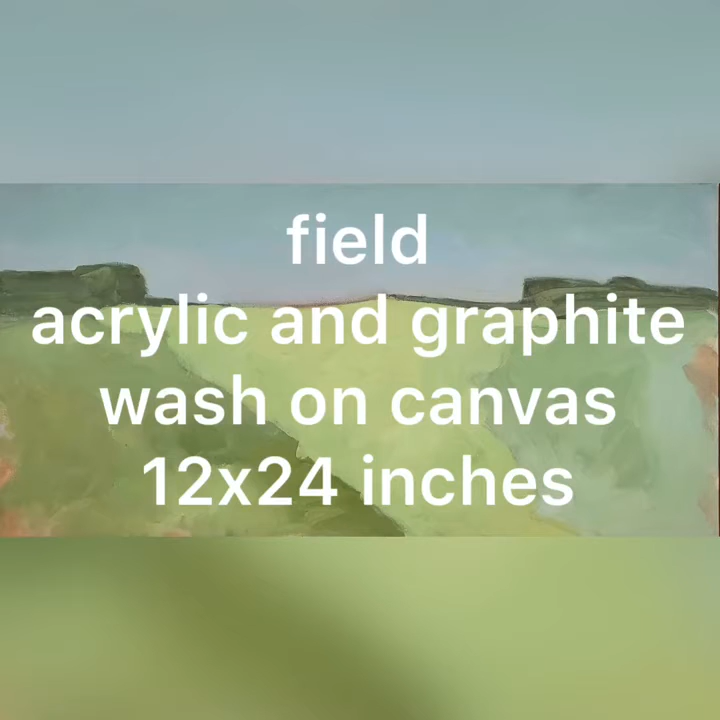 field
acrylic and graphite
wash on canvas
12x24 inches